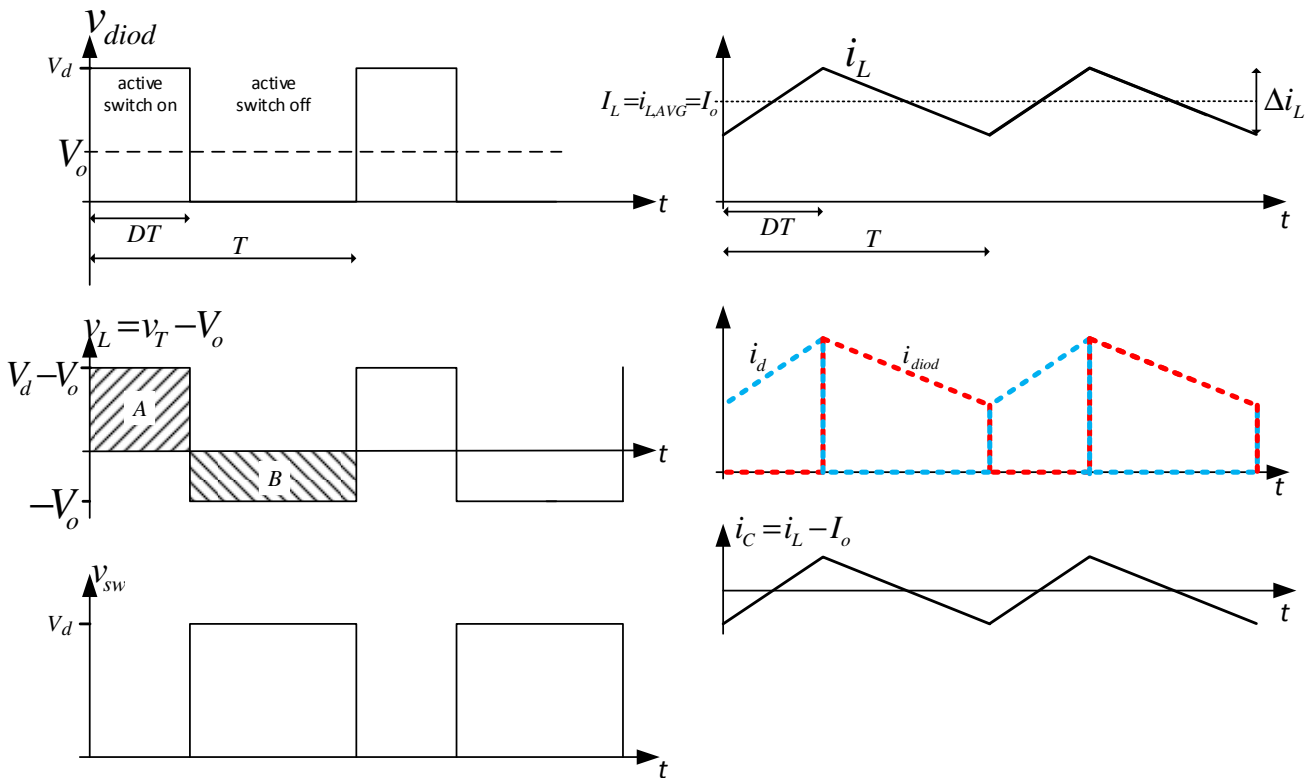 v_diod
V_d
active
switch on
active
switch off
V_o
t
DT
T
v_L = v_T − V_o
V_d − V_o
A
B
−V_o
t
v_sw
V_d
t
i_L
I_L = i_L,AVG = I_o
Δi_L
t
DT
T
i_d
i_diod
t
i_C = i_L − I_o
t